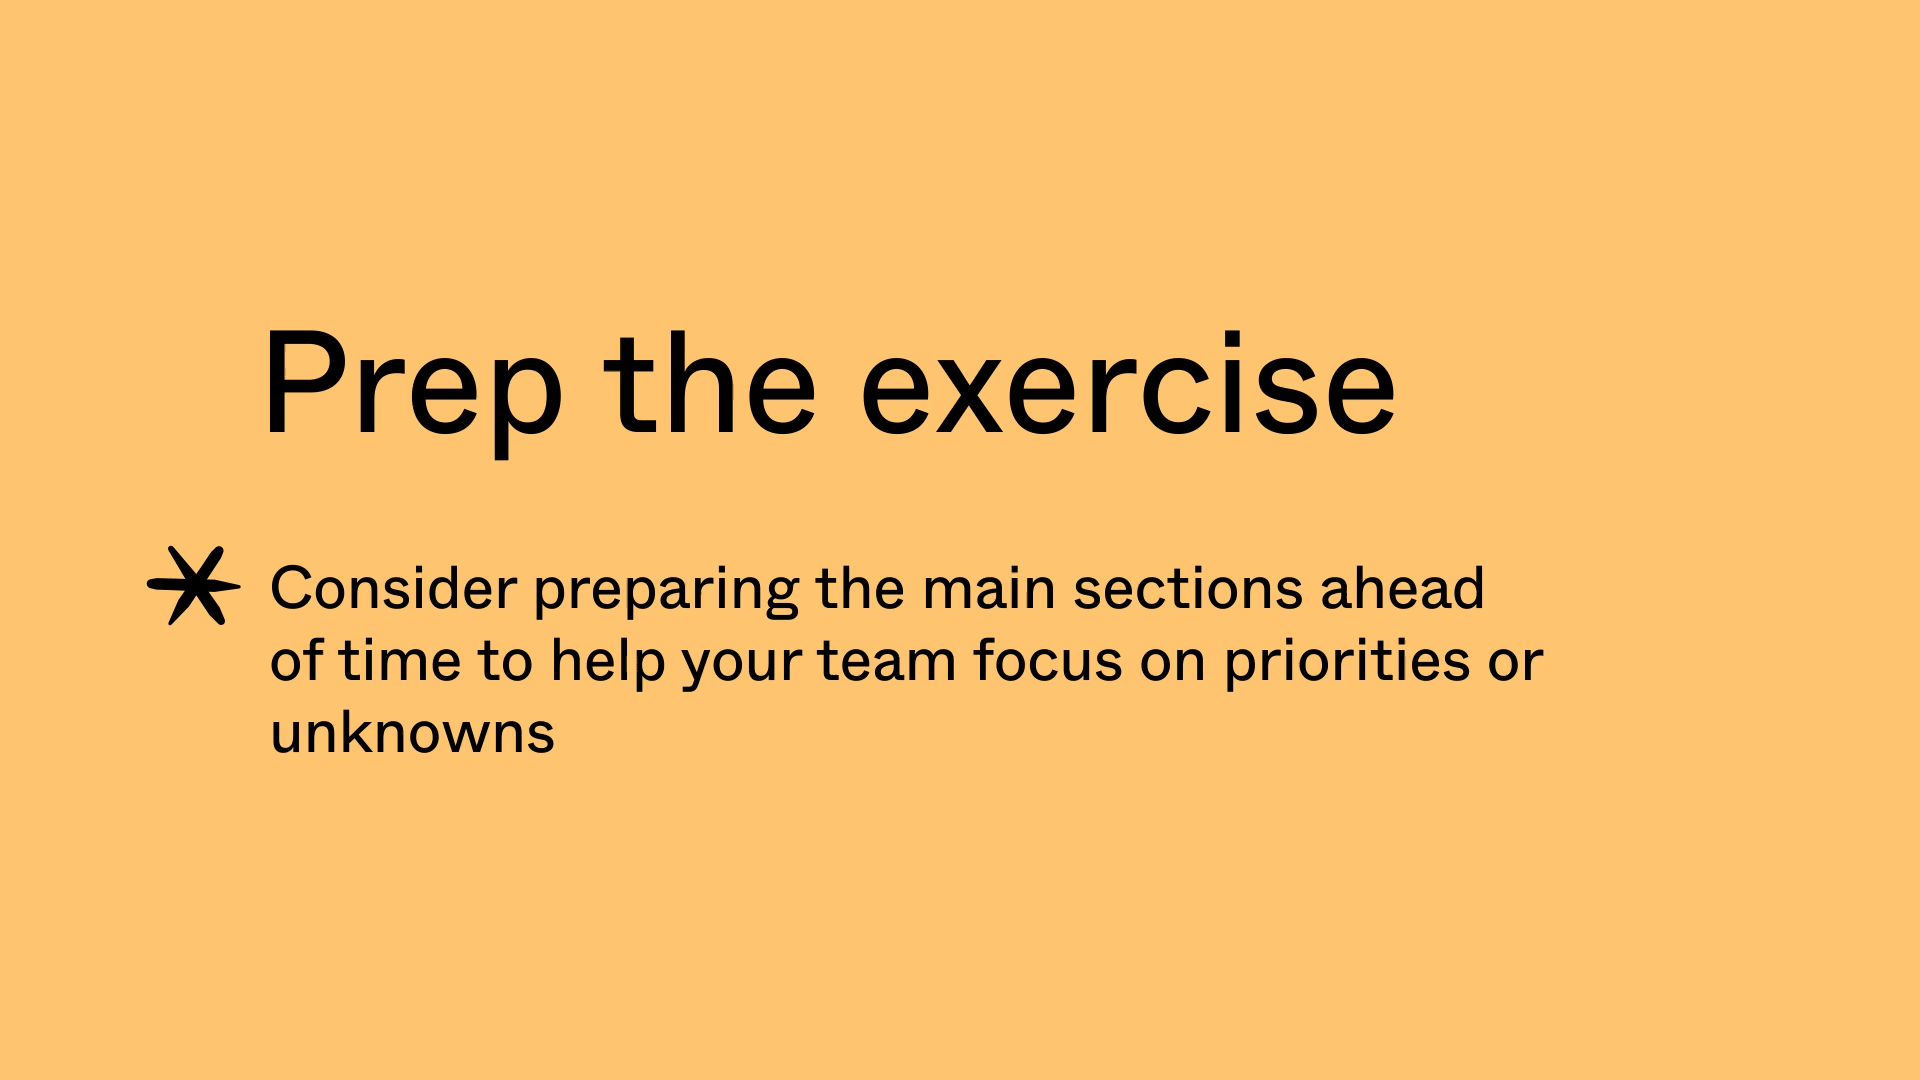 Prep the exercise
Consider preparing the main sections ahead
of time to help your team focus on priorities or
unknowns